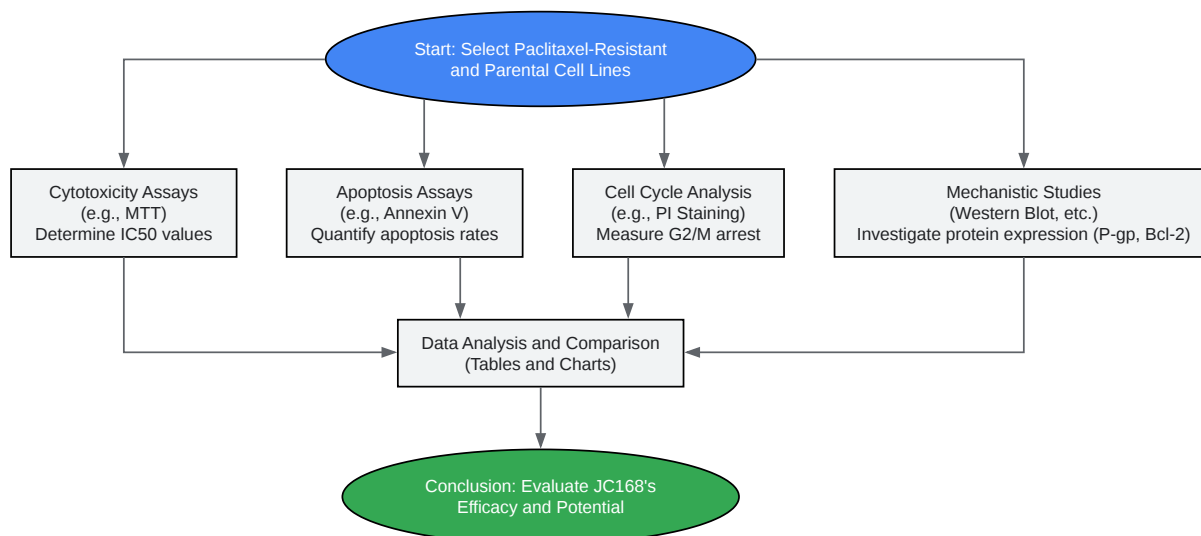 Start: Select Paclitaxel-Resistant
and Parental Cell Lines
Cytotoxicity Assays
(e.g., MTT)
Determine IC50 values
Apoptosis Assays
(e.g., Annexin V)
Quantify apoptosis rates
Cell Cycle Analysis
(e.g., PI Staining)
Measure G2/M arrest
Mechanistic Studies
(Western Blot, etc.)
Investigate protein expression (P-gp, Bcl-2)
Data Analysis and Comparison
(Tables and Charts)
Conclusion: Evaluate JC168's
Efficacy and Potential